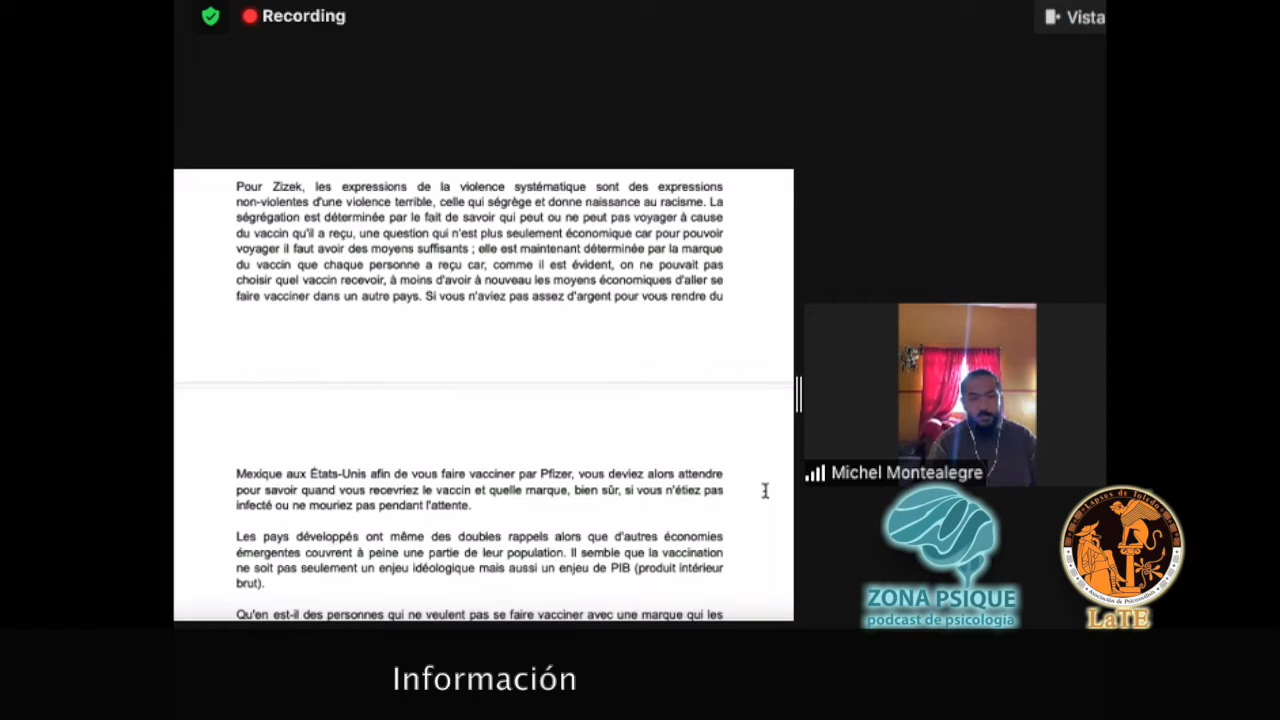 Recording
Vista
Pour Zizek, les expressions de la violence systématique sont des expressions
non-violentes d'une violence terrible, celle qui ségrège et donne naissance au racisme. La
ségrégation est déterminée par le fait de savoir qui peut ou ne peut pas voyager à cause
du vaccin qu'il a reçu, une question qui n'est plus seulement économique car pour pouvoir
voyager il faut avoir des moyens suffisants ; elle est maintenant déterminée par la marque
du vaccin que chaque personne a reçu car, comme il est évident, on ne pouvait pas
choisir quel vaccin recevoir, à moins d'avoir à nouveau les moyens économiques d'aller se
faire vacciner dans un autre pays. Si vous n'aviez pas assez d'argent pour vous rendre du
Mexique aux États-Unis afin de vous faire vacciner par Pfizer, vous deviez alors attendre
pour savoir quand vous recevriez le vaccin et quelle marque, bien sûr, si vous n'étiez pas
infecté ou ne mouriez pas pendant l'attente.
Les pays développés ont même des doubles rappels alors que d'autres économies
émergentes couvrent à peine une partie de leur population. Il semble que la vaccination
ne soit pas seulement un enjeu idéologique mais aussi un enjeu de PIB (produit intérieur
brut).
Qu'en est-il des personnes qui ne veulent pas se faire vacciner avec une marque qui les
Michel Montealegre
ZONA PSIQUE
podcast de psicología
Lapsus de Toledo
Asociación de Psicoanálisis
LaTE
Información